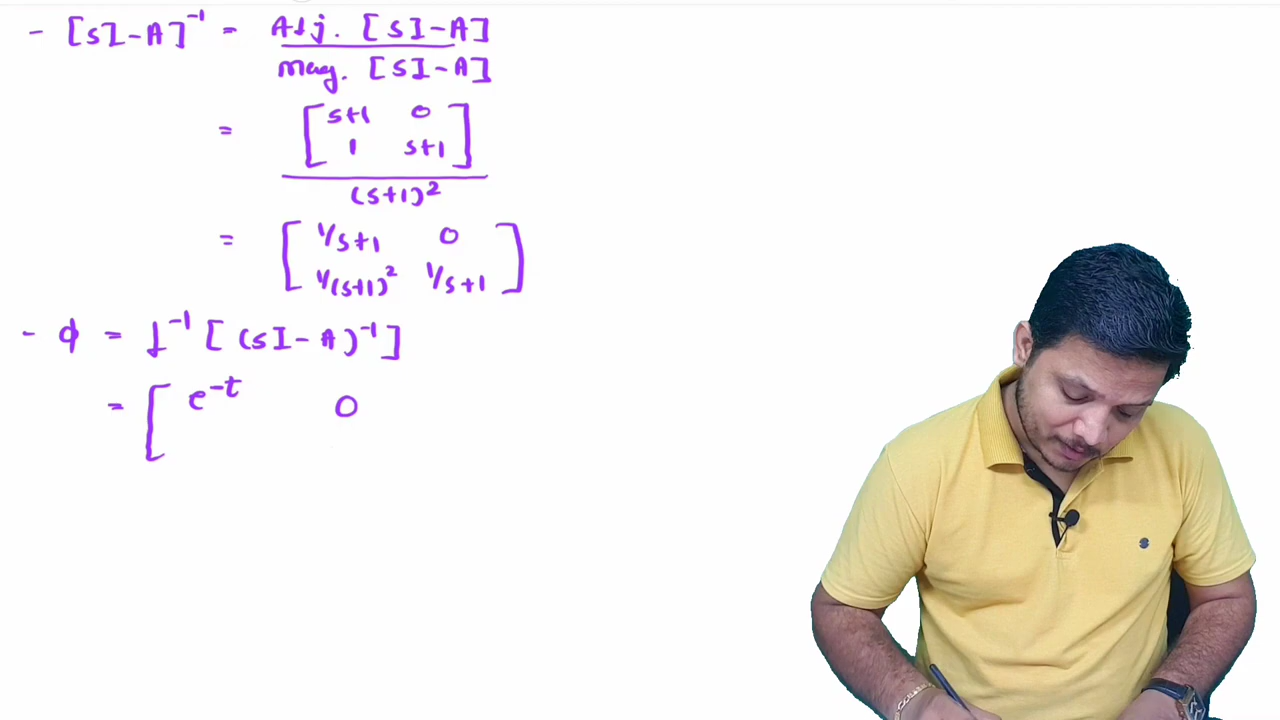 - [SI-A]⁻¹ = Adj. [SI-A]
Mag. [SI-A]
= [ s+1 0
1 s+1 ]
(s+1)²
= [ 1/s+1 0
1/(s+1)² 1/s+1 ]
- ϕ = L⁻¹ [ (SI-A)⁻¹ ]
= [ e⁻ᵗ 0